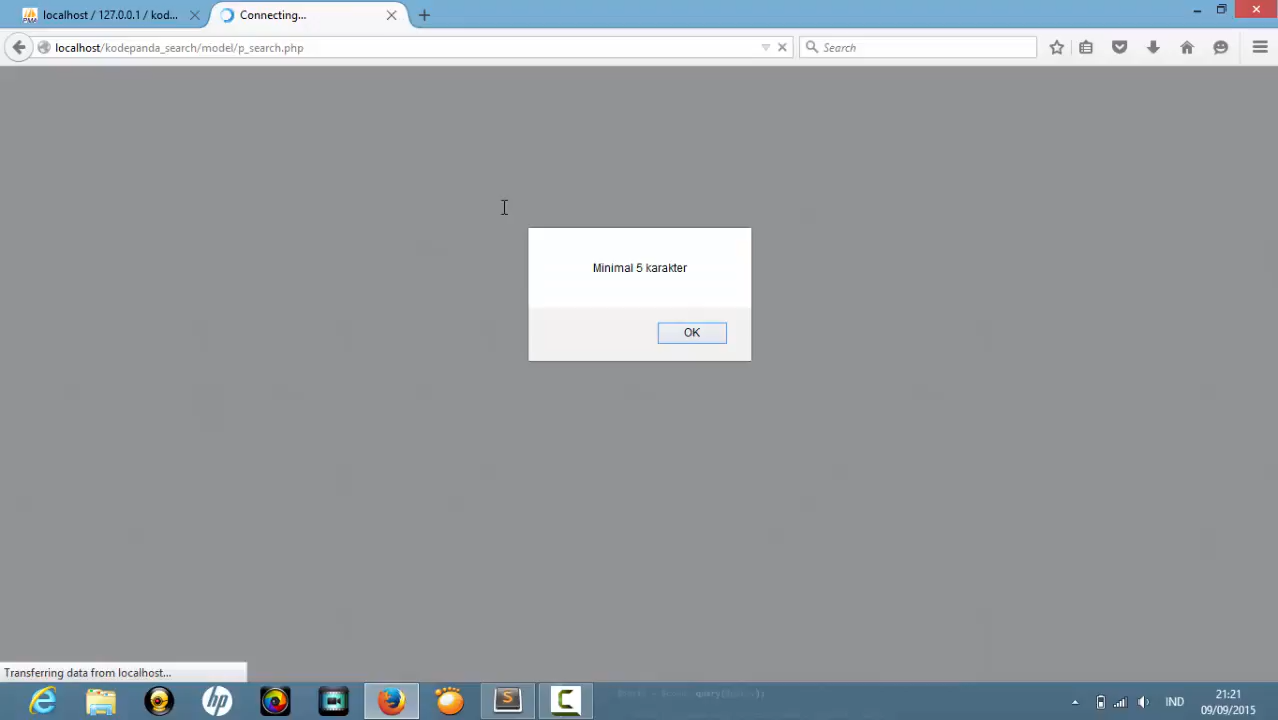 localhost / 127.0.0.1 / kod...
Connecting...
localhost/kodepanda_search/model/p_search.php
Search
Minimal 5 karakter
OK
Transferring data from localhost...
hp
S
C
IND
21:21
09/09/2015